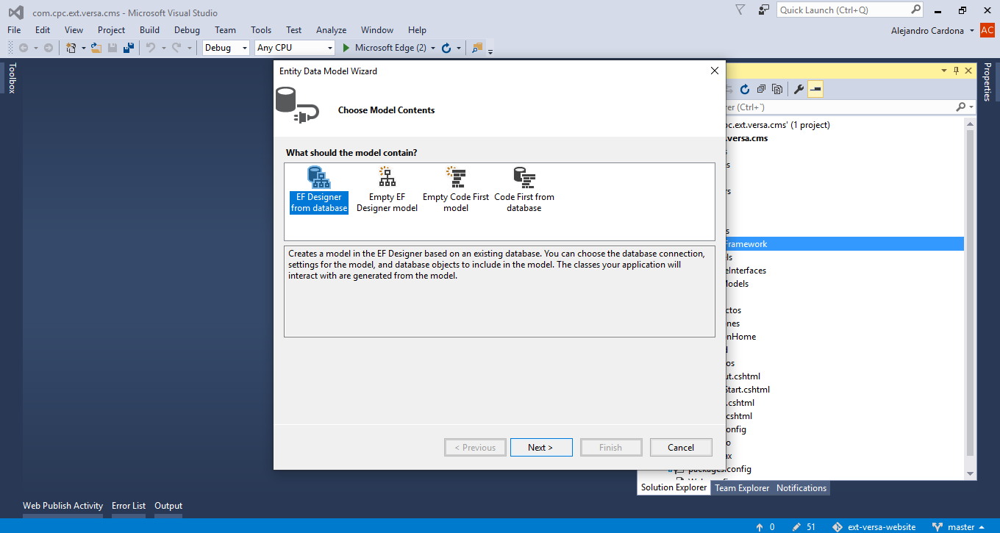 com.cpc.ext.versa.cms - Microsoft Visual Studio
Quick Launch (Ctrl+Q)
File Edit View Project Build Debug Team Tools Test Analyze Window Help
Alejandro Cardona AC
Debug Any CPU Microsoft Edge (2)
Toolbox
Properties
Entity Data Model Wizard
Choose Model Contents
What should the model contain?
EF Designer
from database
Empty EF
Designer model
Empty Code First
model
Code First from
database
Creates a model in the EF Designer based on an existing database. You can choose the database connection,
settings for the model, and database objects to include in the model. The classes your application will
interact with are generated from the model.
< Previous Next > Finish Cancel
rer (Ctrl+`)
pc.ext.versa.cms' (1 project)
.versa.cms
s
s
rs
s
Framework
ls
eInterfaces
Models
ctos
nes
nHome
d
os
ut.cshtml
Start.cshtml
.cshtml
cshtml
onfig
o
ax
packages.config
Solution Explorer Team Explorer Notifications
Web Publish Activity Error List Output
0 51 ext-versa-website master